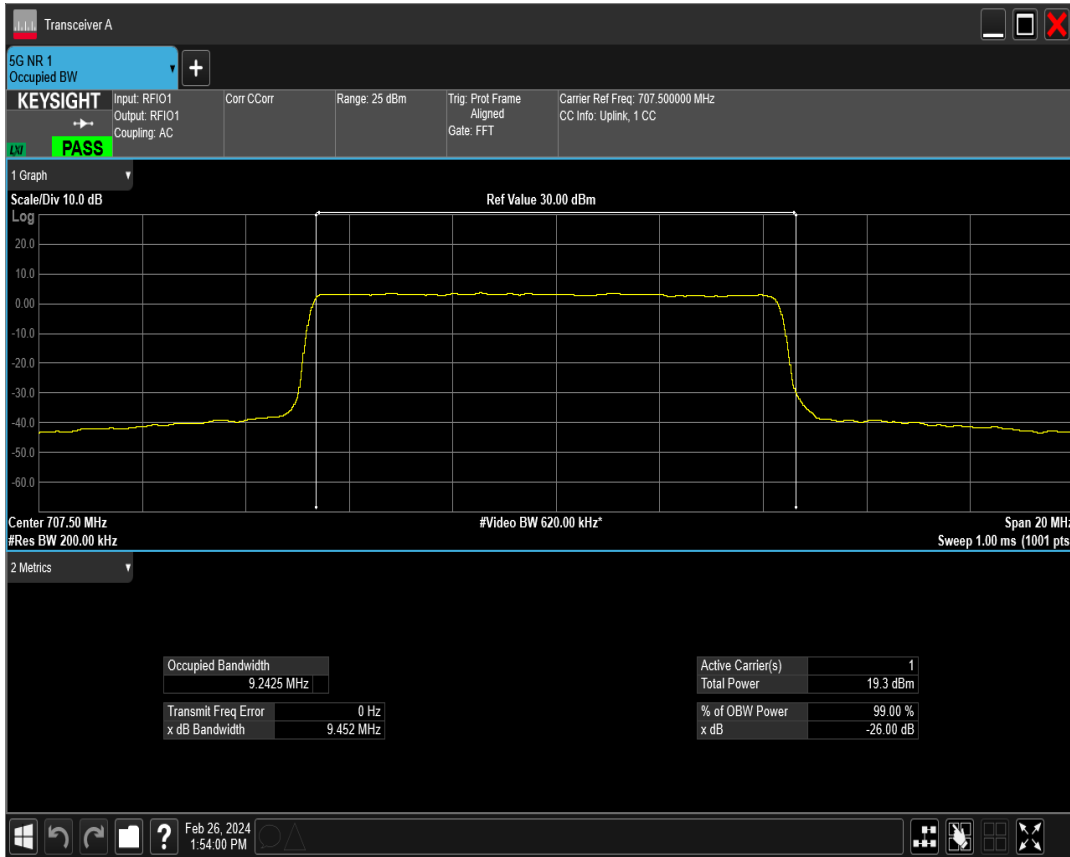 Transceiver A
5G NR 1
Occupied BW
KEYSIGHT
Input: RFIO1
Output: RFIO1
Coupling: AC
Corr CCorr
Range: 25 dBm
Trig: Prot Frame
Aligned
Gate: FFT
Carrier Ref Freq: 707.500000 MHz
CC Info: Uplink, 1 CC
LXI
PASS
1 Graph
Scale/Div 10.0 dB
Ref Value 30.00 dBm
Log
20.0
10.0
0.00
-10.0
-20.0
-30.0
-40.0
-50.0
-60.0
Center 707.50 MHz
#Video BW 620.00 kHz*
Span 20 MHz
#Res BW 200.00 kHz
Sweep 1.00 ms (1001 pts
2 Metrics
Occupied Bandwidth
9.2425 MHz
Transmit Freq Error 0 Hz
x dB Bandwidth 9.452 MHz
Active Carrier(s) 1
Total Power 19.3 dBm
% of OBW Power 99.00 %
x dB -26.00 dB
?
Feb 26, 2024
1:54:00 PM